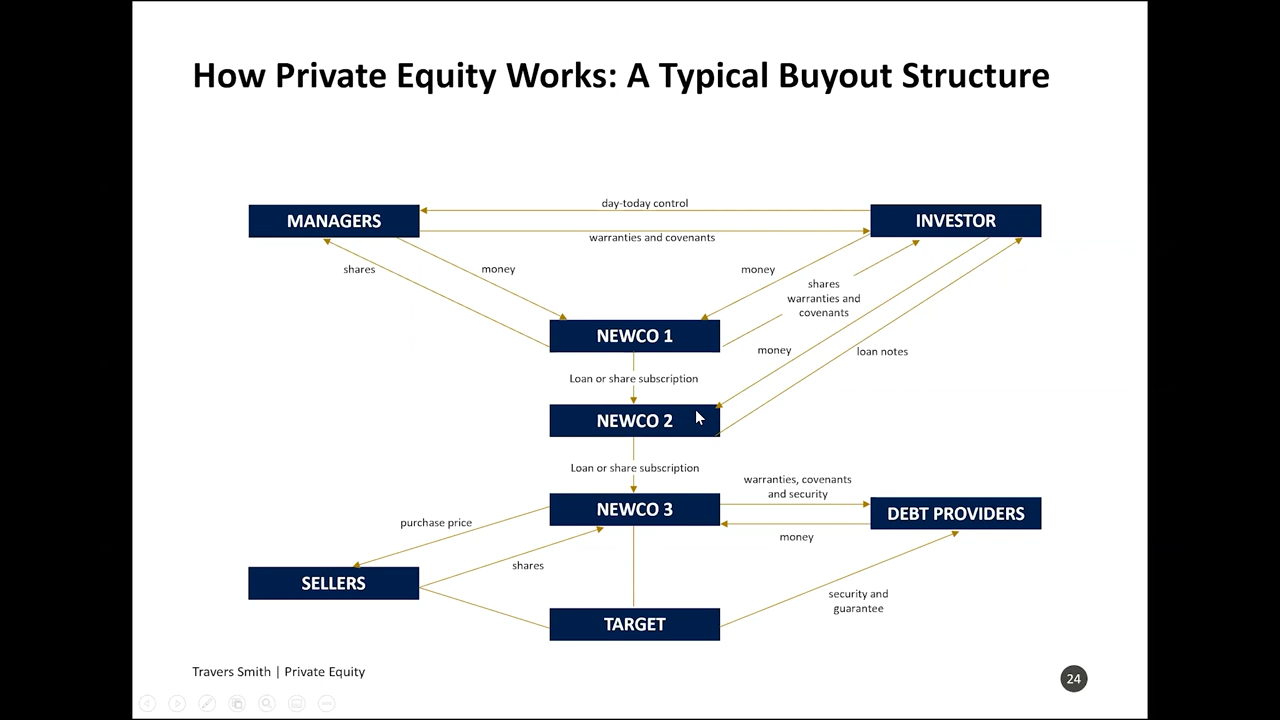 How Private Equity Works: A Typical Buyout Structure
day-today control
MANAGERS
INVESTOR
warranties and covenants
shares
money
money
shares
warranties and
covenants
NEWCO 1
money
loan notes
Loan or share subscription
NEWCO 2
Loan or share subscription
warranties, covenants
and security
NEWCO 3
DEBT PROVIDERS
purchase price
money
shares
SELLERS
security and
guarantee
TARGET
Travers Smith | Private Equity
24